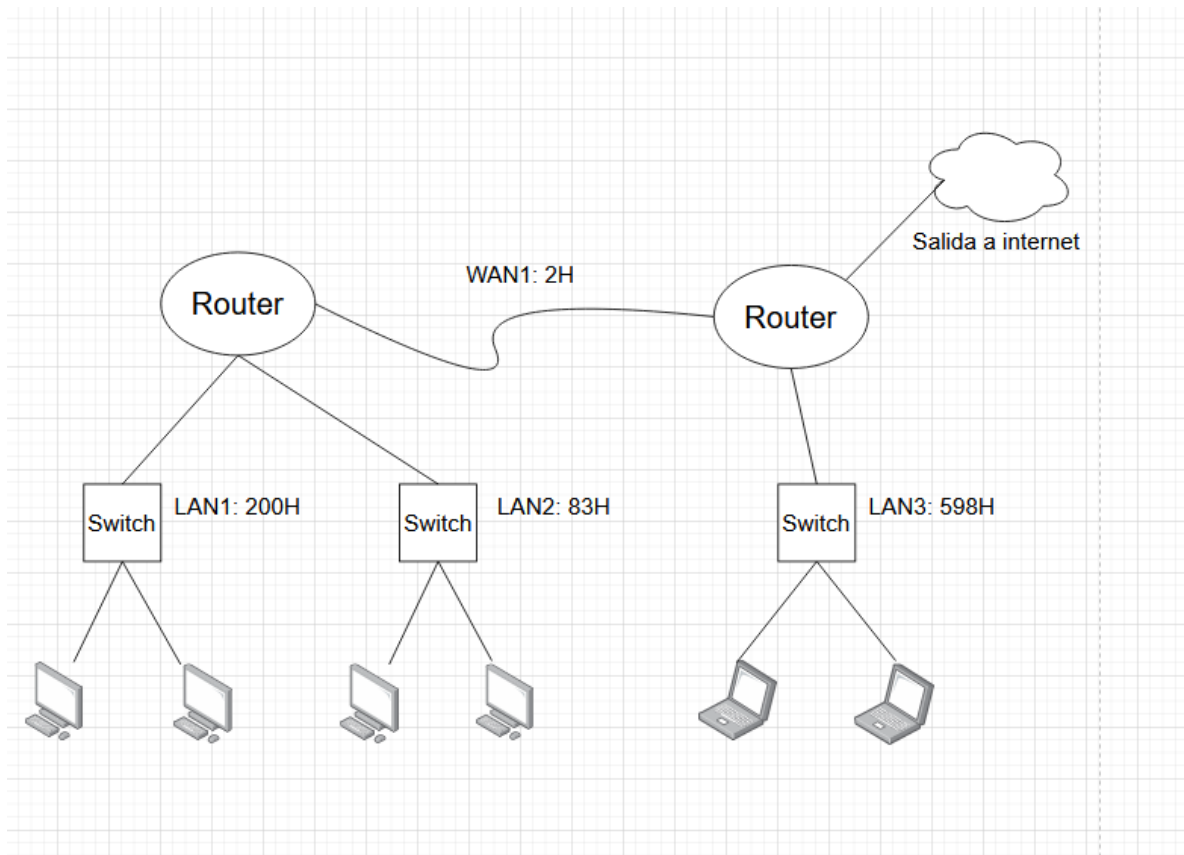 Salida a internet
WAN1: 2H
Router
Router
Switch
LAN1: 200H
Switch
LAN2: 83H
Switch
LAN3: 598H